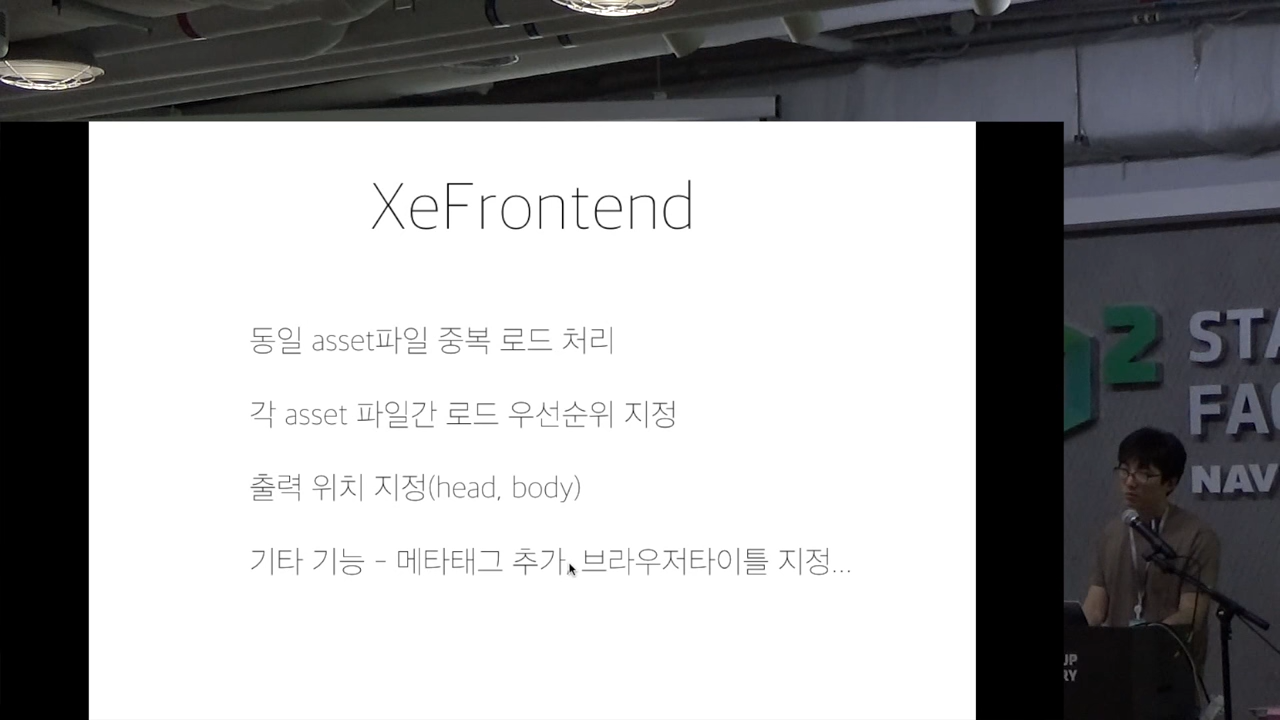 XeFrontend
동일 asset파일 중복 로드 처리
각 asset 파일간 로드 우선순위 지정
출력 위치 지정(head, body)
기타 기능 - 메타태그 추가, 브라우저타이틀 지정...
2 STA
FAC
NAV
UP
RY